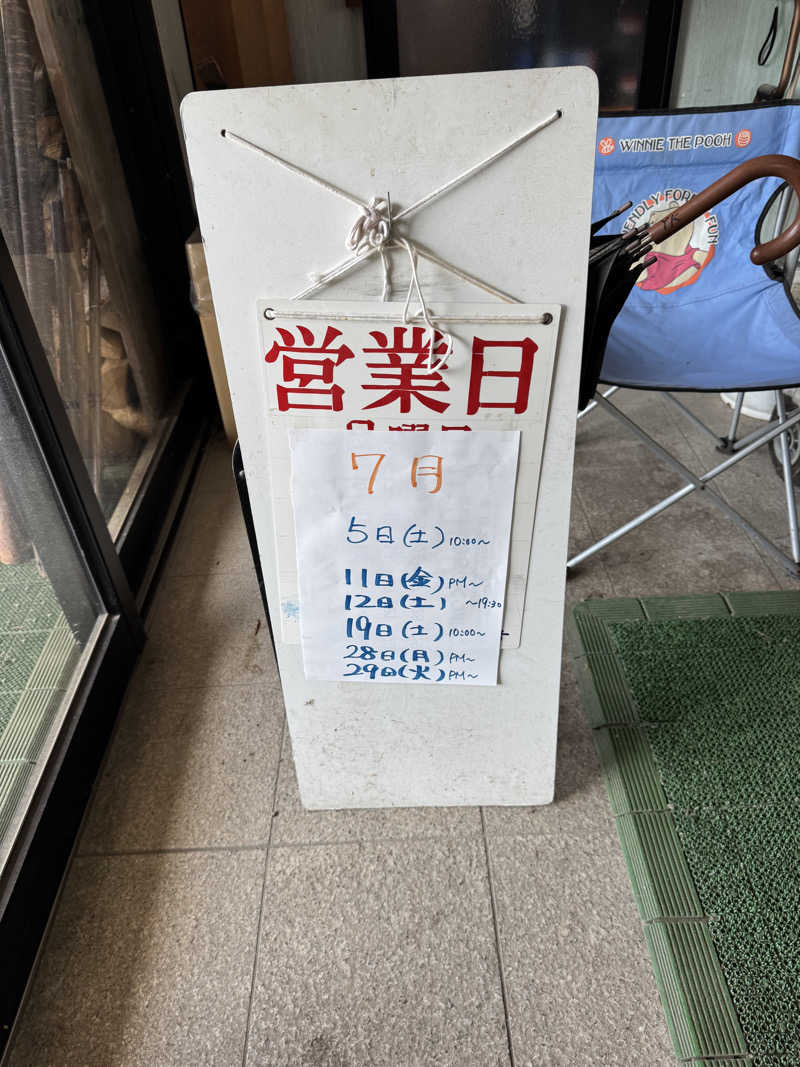 営業日
7月
5日(土) 10:00~
11日(金) PM~
12日(土) ~19:30
19日(土) 10:00~
28日(月) PM~
29日(火) PM~
WINNIE THE POOH